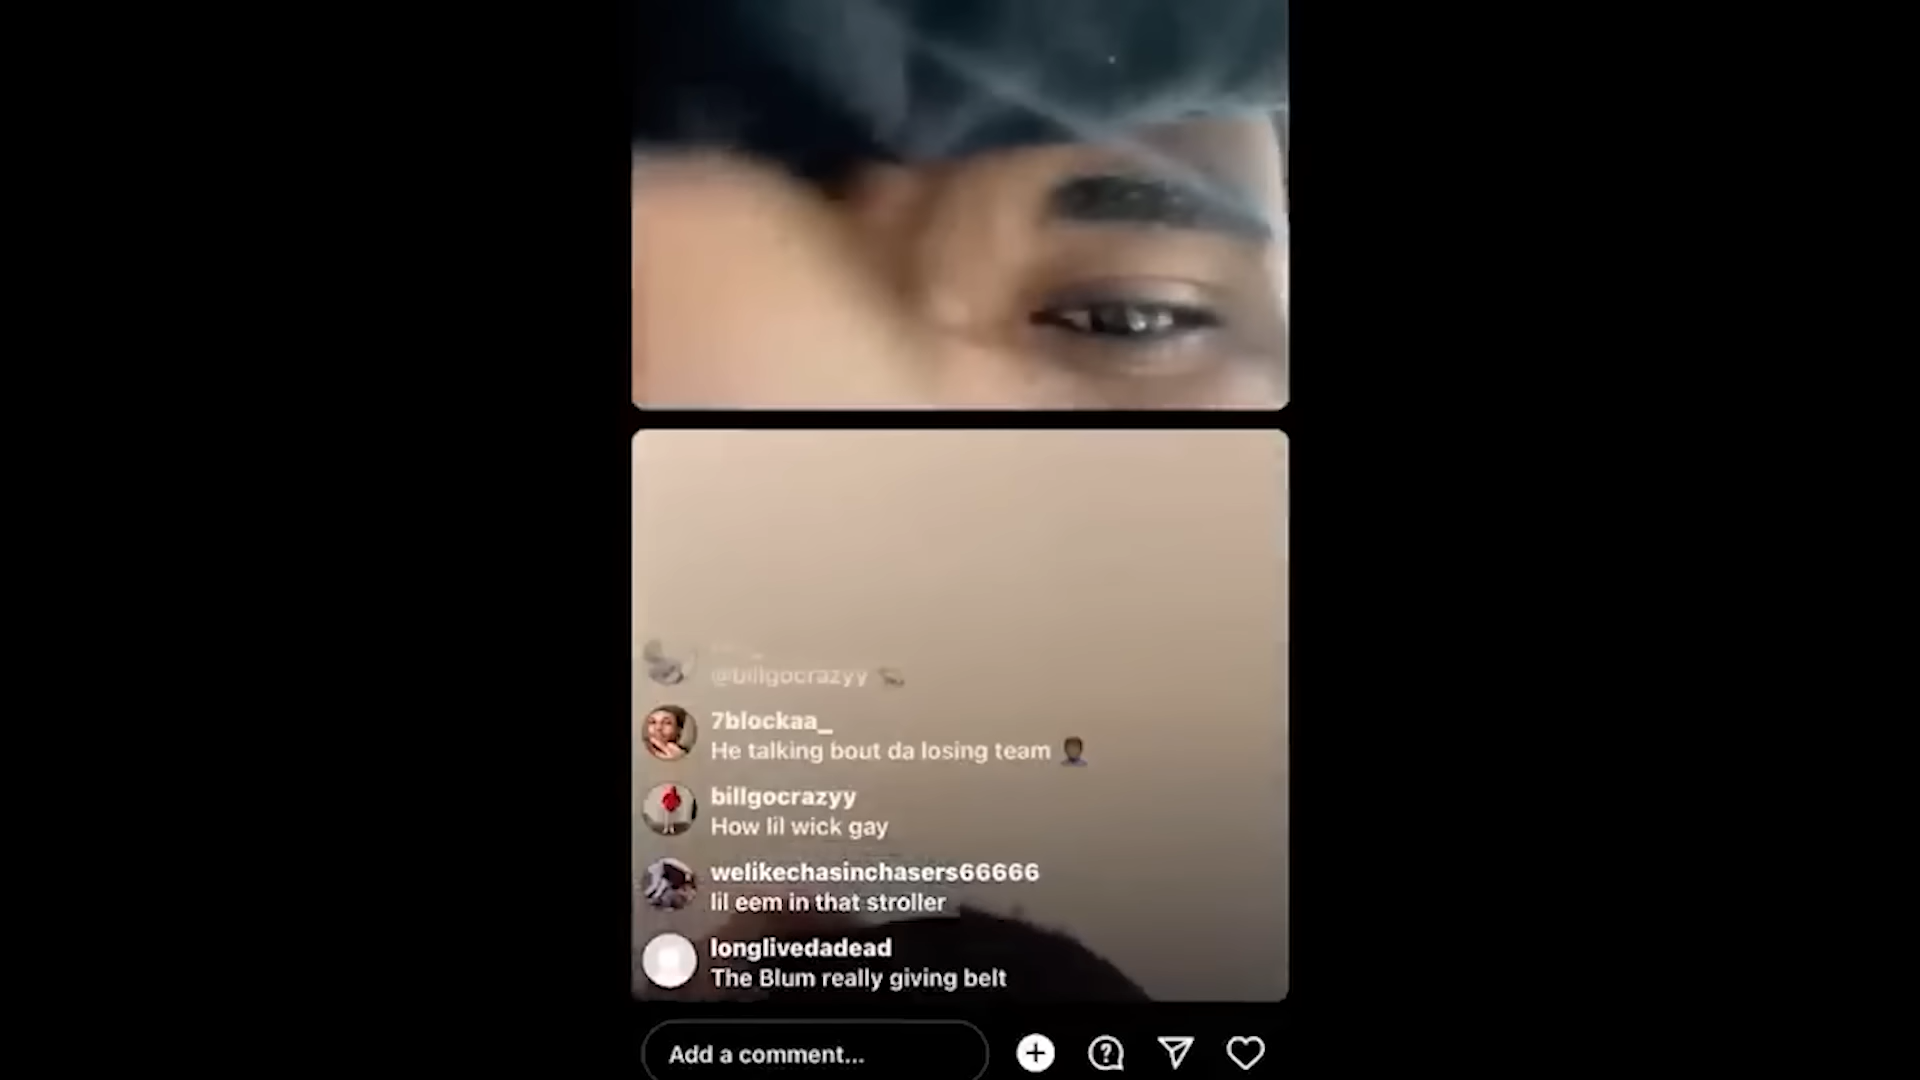 @billgocrazyy
7blockaa_
He talking bout da losing team
billgocrazyy
How lil wick gay
welikechasinchasers66666
lil eem in that stroller
longlivedadead
The Blum really giving belt
Add a comment...